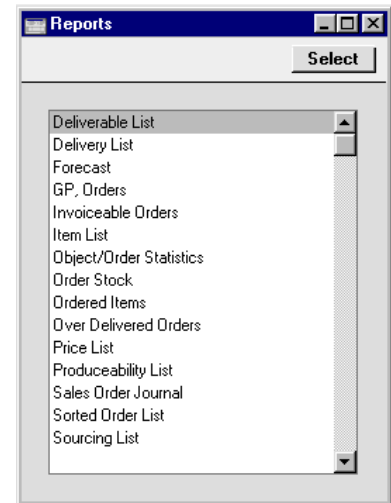 Reports
Select
Deliverable List
Delivery List
Forecast
GP, Orders
Invoiceable Orders
Item List
Object/Order Statistics
Order Stock
Ordered Items
Over Delivered Orders
Price List
Produceability List
Sales Order Journal
Sorted Order List
Sourcing List